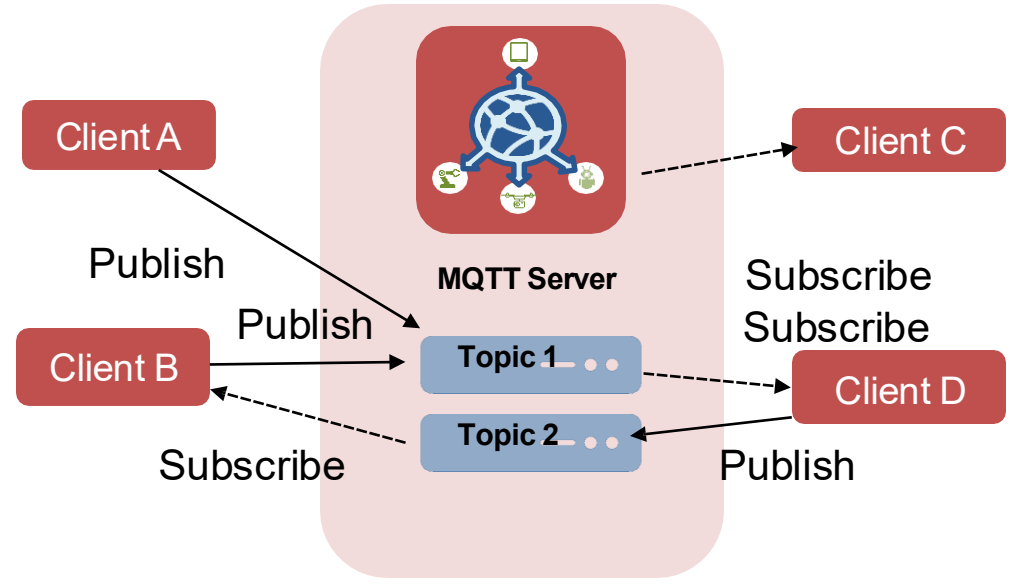 Client A
Client C
Publish
MQTT Server
Subscribe
Publish
Subscribe
Client B
Topic 1
Client D
Topic 2
Subscribe
Publish